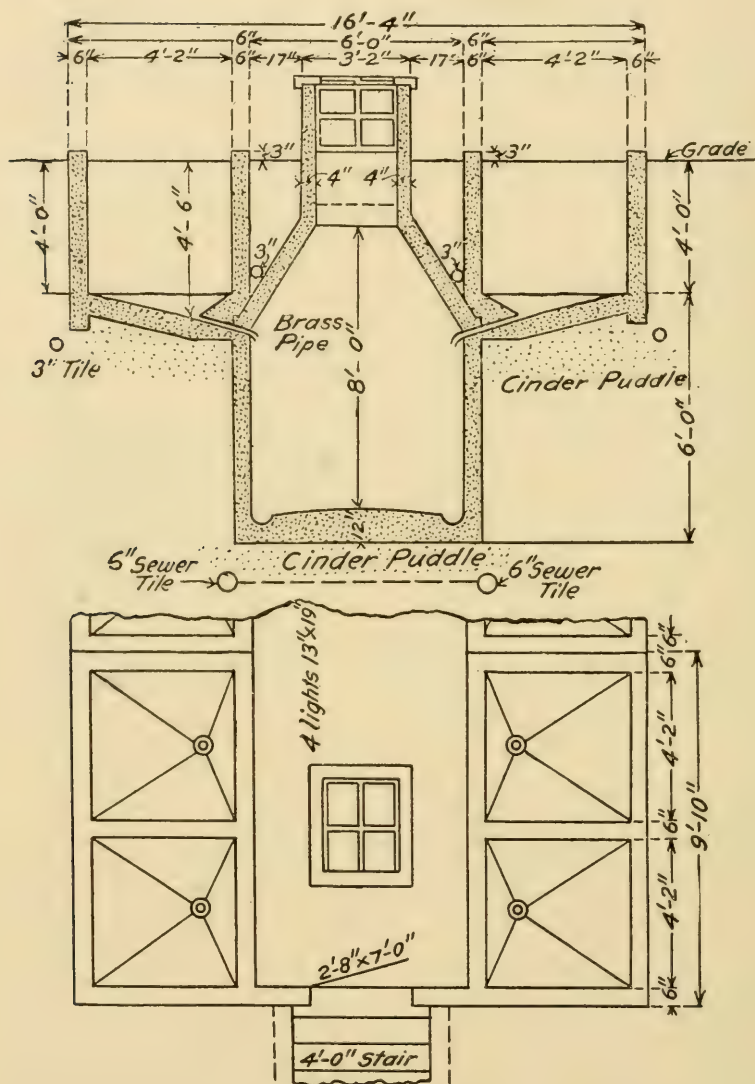 16'-4"
6" 6'-0" 6"
6" 4'-2" 6" 17" 3'-2" 17" 6" 4'-2" 6"
3" 3" Grade
4'-0" 4'-6" 4" 4" 4'-0"
3" 3"
Brass
Pipe
8'-0"
3" Tile
Cinder Puddle
6'-0"
12"
Cinder Puddle
6" Sewer
Tile
6" Sewer
Tile
4 lights 13"x19"
6"
6"
4'-2"
6"
9'-10"
4'-2"
6"
2'-8"x7'-0"
4'-0" Stair